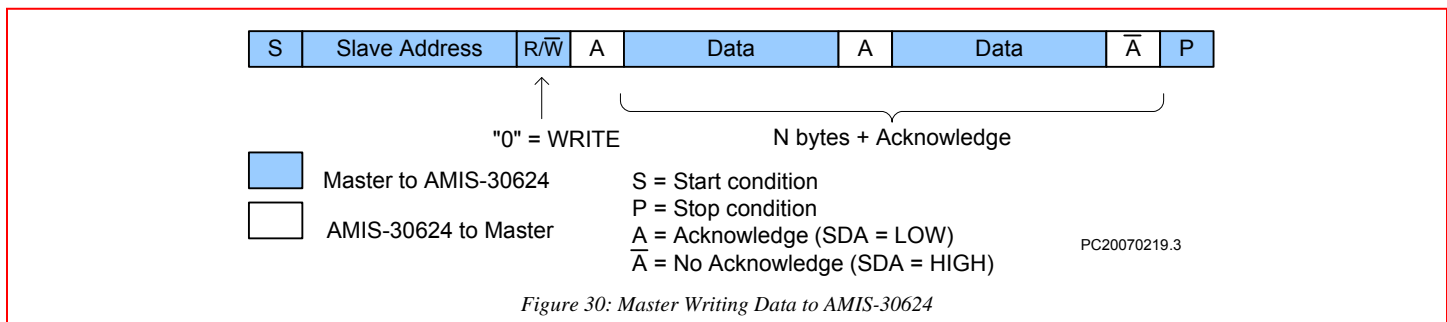 S Slave Address R/W̅ A Data A Data A̅ P
"0" = WRITE N bytes + Acknowledge
Master to AMIS-30624
AMIS-30624 to Master
S = Start condition
P = Stop condition
A = Acknowledge (SDA = LOW)
A̅ = No Acknowledge (SDA = HIGH)
PC20070219.3
Figure 30: Master Writing Data to AMIS-30624